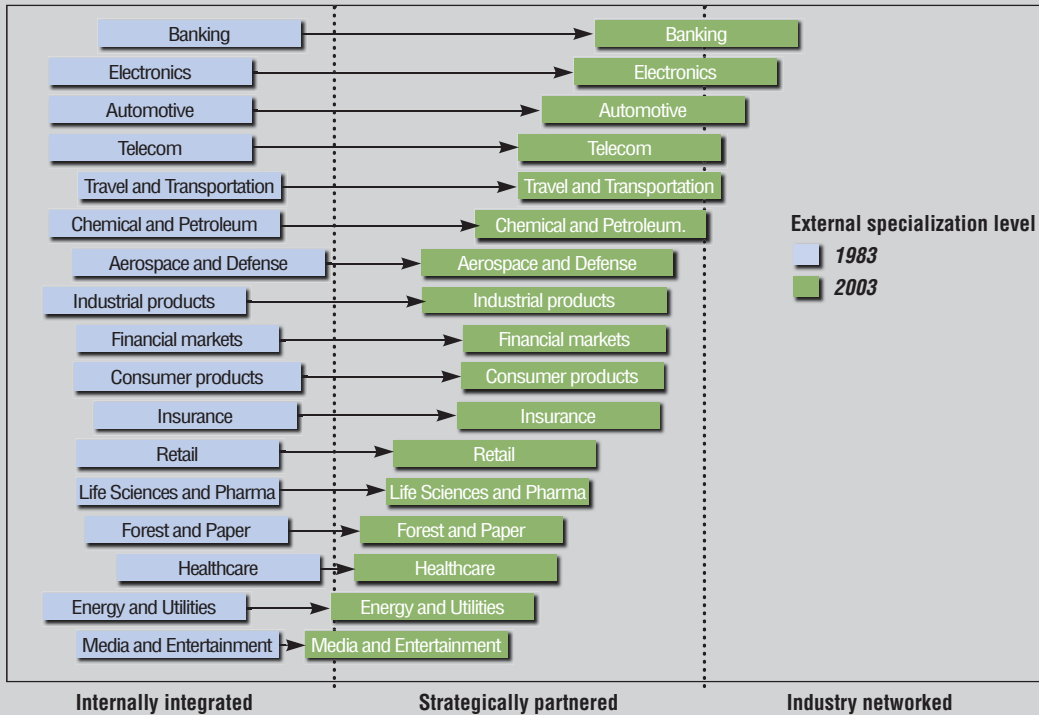 Banking Banking
Electronics Electronics
Automotive Automotive
Telecom Telecom
Travel and Transportation Travel and Transportation
Chemical and Petroleum Chemical and Petroleum.
Aerospace and Defense Aerospace and Defense
Industrial products Industrial products
Financial markets Financial markets
Consumer products Consumer products
Insurance Insurance
Retail Retail
Life Sciences and Pharma Life Sciences and Pharma
Forest and Paper Forest and Paper
Healthcare Healthcare
Energy and Utilities Energy and Utilities
Media and Entertainment Media and Entertainment
External specialization level
1983
2003
Internally integrated Strategically partnered Industry networked